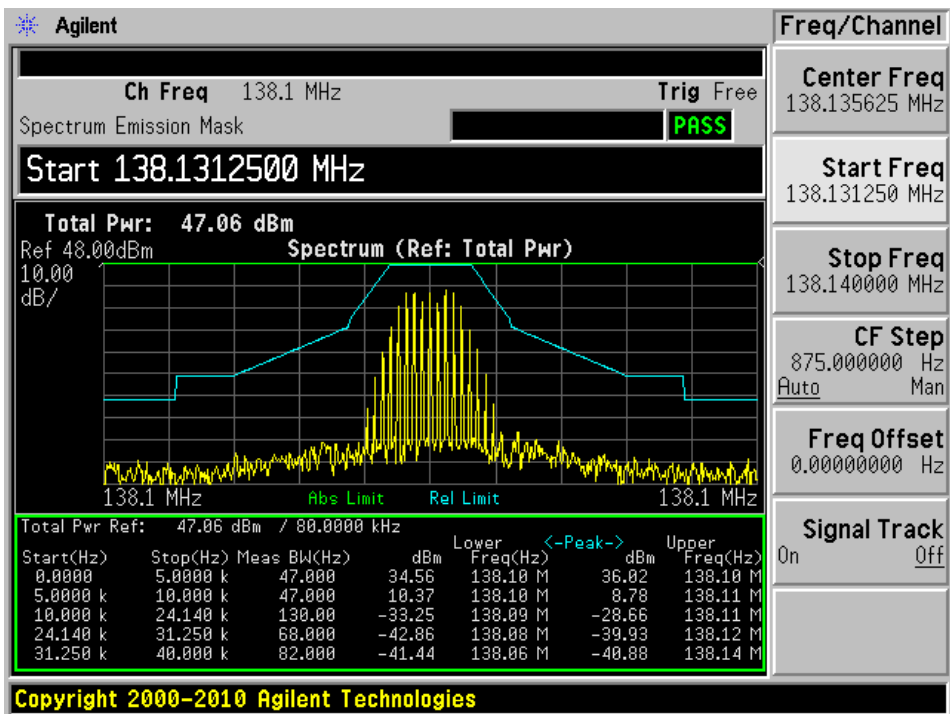 Agilent
Ch Freq 138.1 MHz Trig Free
Spectrum Emission Mask PASS
Start 138.1312500 MHz
Total Pwr: 47.06 dBm
Ref 48.00dBm Spectrum (Ref: Total Pwr)
10.00
dB/
138.1 MHz Abs Limit Rel Limit 138.1 MHz
Total Pwr Ref: 47.06 dBm / 80.0000 kHz
Lower <-Peak-> Upper
Start(Hz) Stop(Hz) Meas BW(Hz) dBm Freq(Hz) dBm Freq(Hz)
0.0000 5.0000 k 47.000 34.56 138.10 M 36.02 138.10 M
5.0000 k 10.000 k 47.000 10.37 138.10 M 8.78 138.11 M
10.000 k 24.140 k 130.00 -33.25 138.09 M -28.66 138.11 M
24.140 k 31.250 k 68.000 -42.86 138.08 M -39.93 138.12 M
31.250 k 40.000 k 82.000 -41.44 138.06 M -40.88 138.14 M
Copyright 2000-2010 Agilent Technologies
Freq/Channel
Center Freq
138.135625 MHz
Start Freq
138.131250 MHz
Stop Freq
138.140000 MHz
CF Step
875.000000 Hz
Auto Man
Freq Offset
0.00000000 Hz
Signal Track
On Off